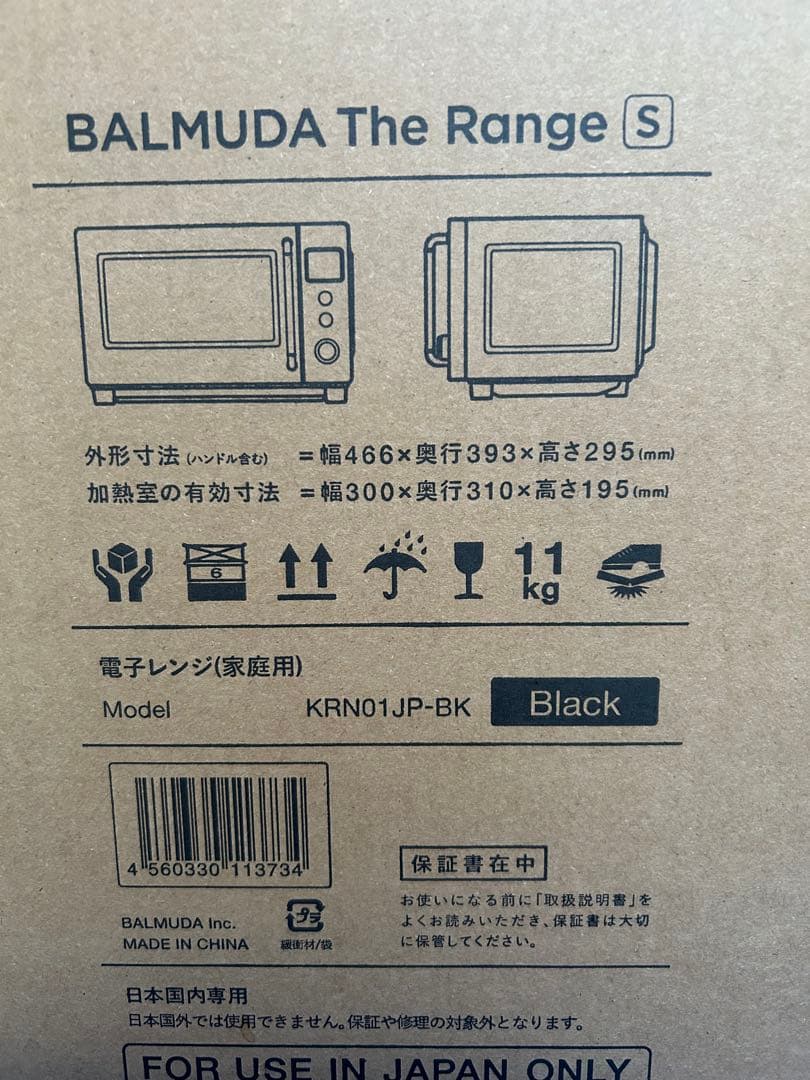 BALMUDA The Range S
外形寸法(ハンドル含む) =幅466×奥行393×高さ295(mm)
加熱室の有効寸法 =幅300×奥行310×高さ195(mm)
6
11
kg
電子レンジ(家庭用)
Model KRN01JP-BK Black
4 560330 113734
保証書在中
お使いになる前に「取扱説明書」を
よくお読みいただき、保証書は大切
に保管してください。
BALMUDA Inc.
MADE IN CHINA
プラ
緩衝材/袋
日本国内専用
日本国外では使用できません。保証や修理の対象外となります。
FOR USE IN JAPAN ONLY